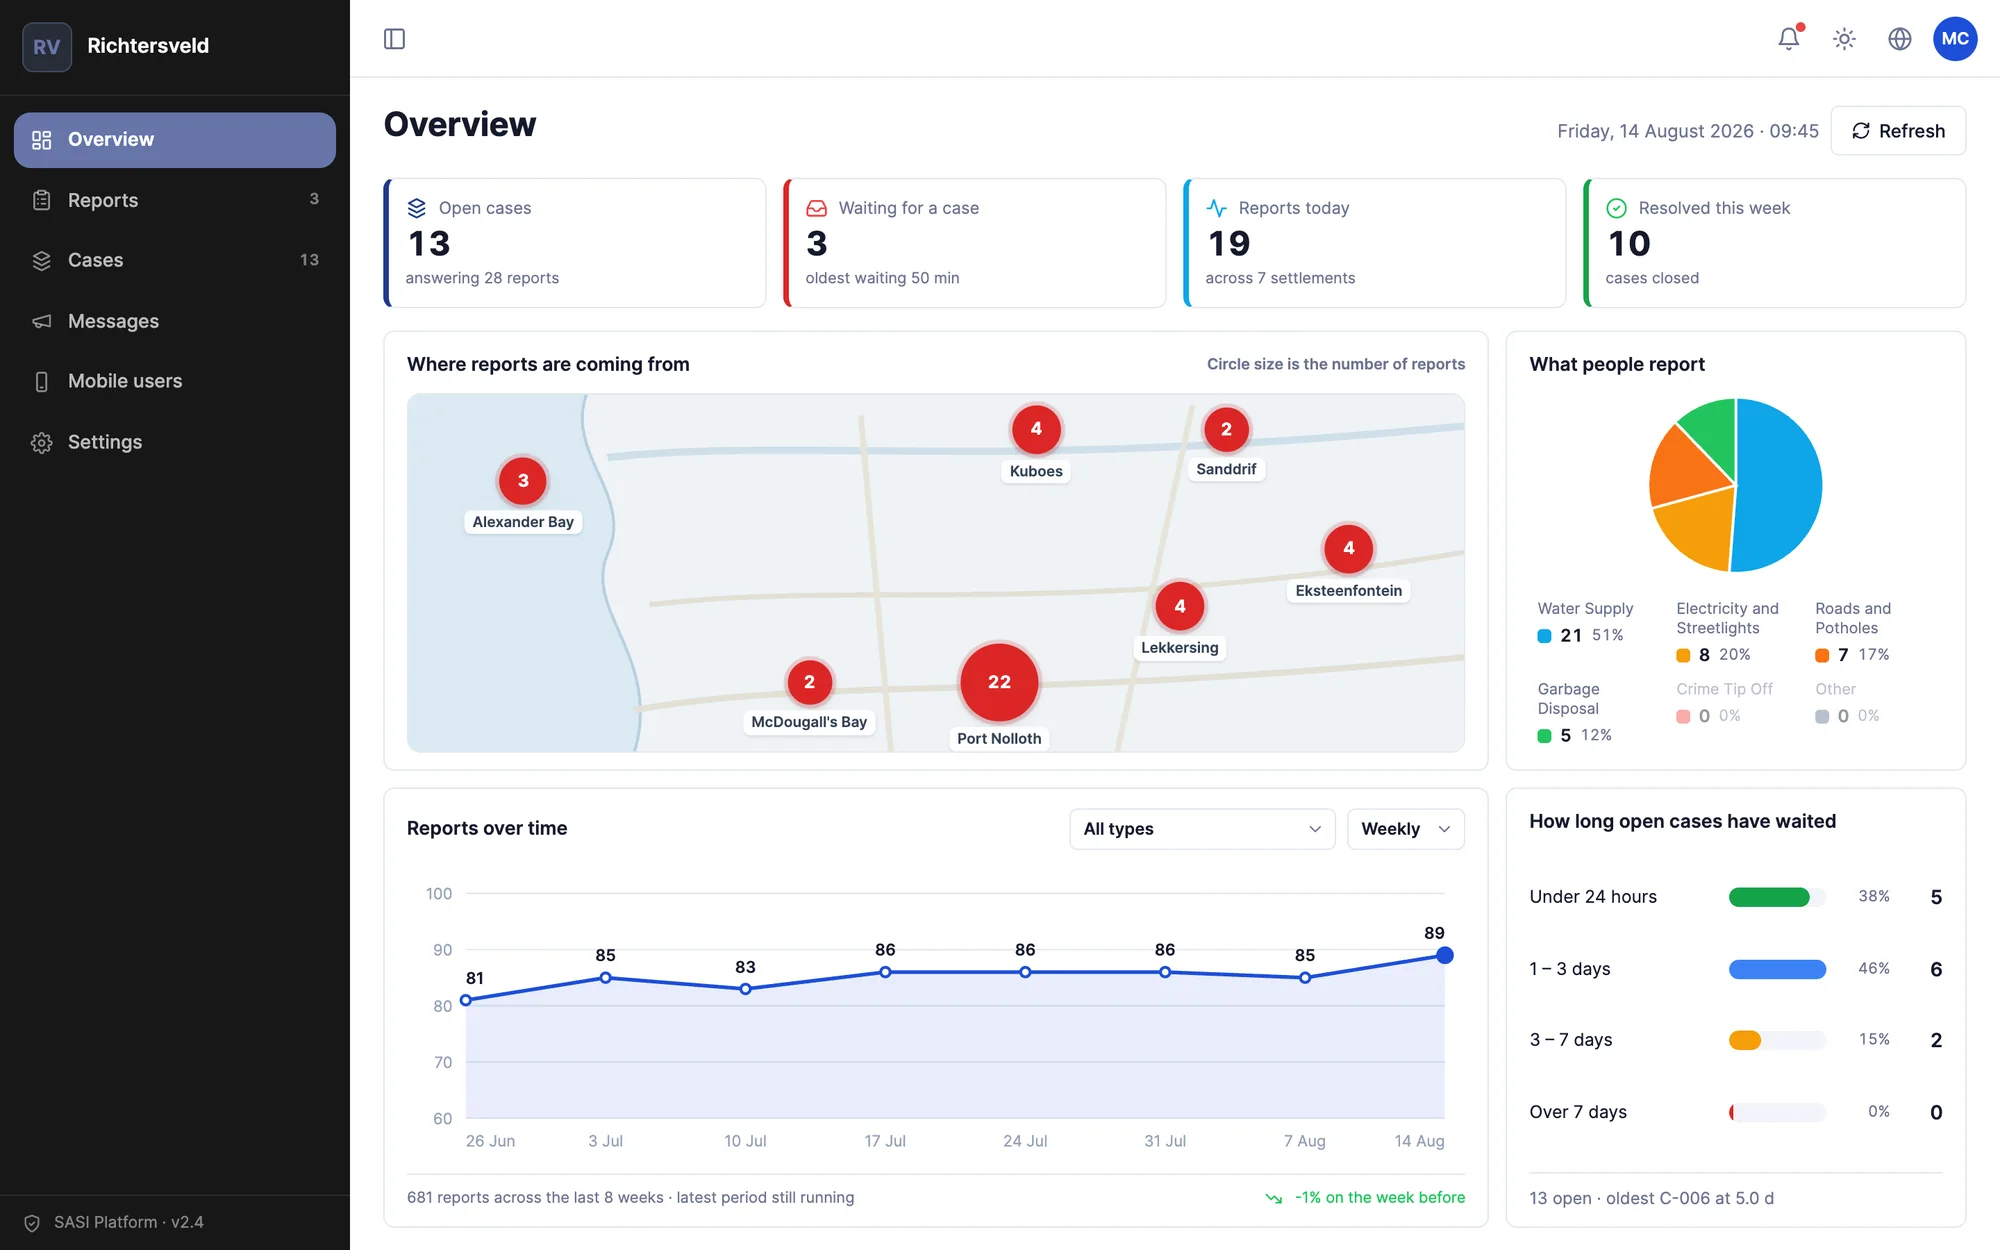 RV
Richtersveld
Overview
Reports 3
Cases 13
Messages
Mobile users
Settings
SASI Platform · v2.4
MC
Overview
Friday, 14 August 2026 · 09:45
Refresh
Open cases
13
answering 28 reports
Waiting for a case
3
oldest waiting 50 min
Reports today
19
across 7 settlements
Resolved this week
10
cases closed
Where reports are coming from
Circle size is the number of reports
4
Kuboes
2
Sanddrif
3
Alexander Bay
4
Eksteenfontein
4
Lekkersing
2
McDougall's Bay
22
Port Nolloth
What people report
Water Supply
21 51%
Electricity and
Streetlights
8 20%
Roads and
Potholes
7 17%
Garbage
Disposal
5 12%
Crime Tip Off
0 0%
Other
0 0%
Reports over time
All types
Weekly
100
90
80
70
60
81
85
83
86
86
86
85
89
26 Jun
3 Jul
10 Jul
17 Jul
24 Jul
31 Jul
7 Aug
14 Aug
681 reports across the last 8 weeks · latest period still running
-1% on the week before
How long open cases have waited
Under 24 hours 38% 5
1 – 3 days 46% 6
3 – 7 days 15% 2
Over 7 days 0% 0
13 open · oldest C-006 at 5.0 d